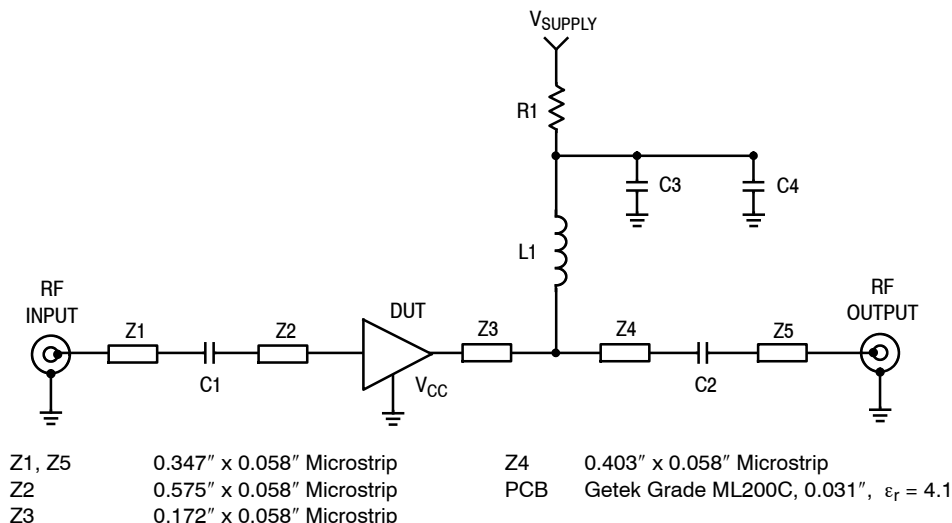 VSUPPLY
R1
C3
C4
L1
RF
INPUT
Z1
C1
Z2
DUT
VCC
Z3
Z4
C2
Z5
RF
OUTPUT
Z1, Z5 0.347″ x 0.058″ Microstrip
Z2 0.575″ x 0.058″ Microstrip
Z3 0.172″ x 0.058″ Microstrip
Z4 0.403″ x 0.058″ Microstrip
PCB Getek Grade ML200C, 0.031″, εr = 4.1